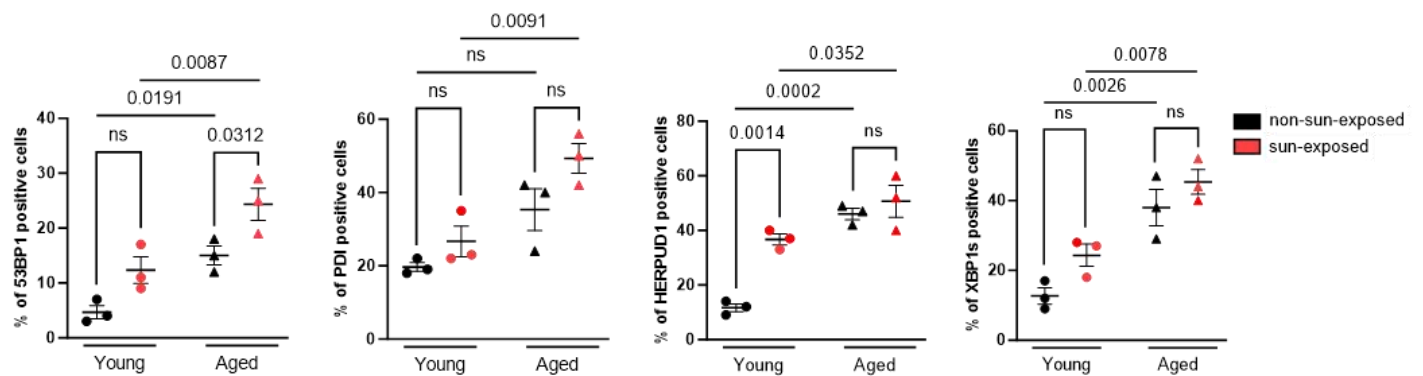 0.0087
0.0191
ns
0.0312
40
30
20
10
0
% of 53BP1 positive cells
Young
Aged
0.0091
ns
ns
ns
60
40
20
0
% of PDI positive cells
Young
Aged
0.0352
0.0002
0.0014
ns
80
60
40
20
0
% of HERPUD1 positive cells
Young
Aged
0.0078
0.0026
ns
ns
60
40
20
0
% of XBP1s positive cells
Young
Aged
non-sun-exposed
sun-exposed